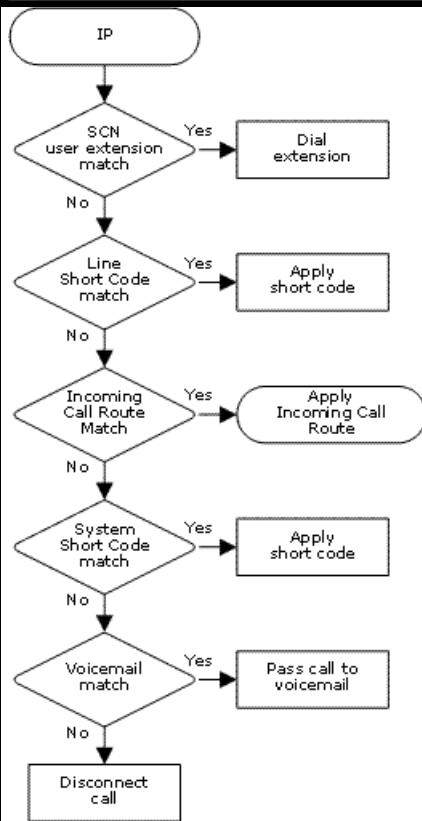 IP
SCN
user extension
match
Yes
Dial
extension
No
Line
Short Code
match
Yes
Apply
short code
No
Incoming
Call Route
Match
Yes
Apply
Incoming Call
Route
No
System
Short Code
match
Yes
Apply
short code
No
Voicemail
match
Yes
Pass call to
voicemail
No
Disconnect
call